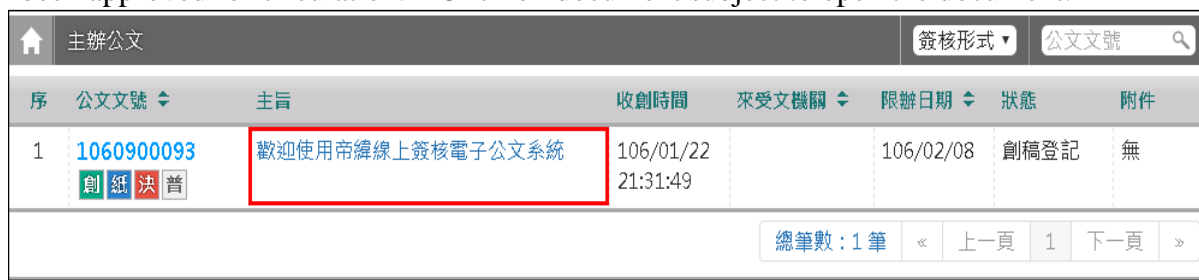 主辦公文 簽核形式 公文文號
序 公文文號 主旨 收創時間 來受文機關 限辦日期 狀態 附件
1 1060900093 歡迎使用帝緯線上簽核電子公文系統 106/01/22 106/02/08 創稿登記 無
創 紙 決 普 21:31:49
總筆數:1筆 « 上一頁 1 下一頁 »